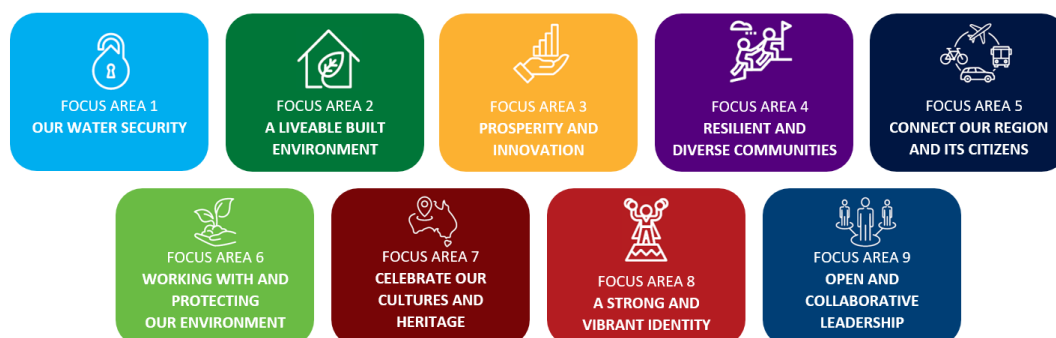 FOCUS AREA 1
OUR WATER SECURITY
FOCUS AREA 2
A LIVEABLE BUILT
ENVIRONMENT
FOCUS AREA 3
PROSPERITY AND
INNOVATION
FOCUS AREA 4
RESILIENT AND
DIVERSE COMMUNITIES
FOCUS AREA 5
CONNECT OUR REGION
AND ITS CITIZENS
FOCUS AREA 6
WORKING WITH AND
PROTECTING
OUR ENVIRONMENT
FOCUS AREA 7
CELEBRATE OUR
CULTURES AND
HERITAGE
FOCUS AREA 8
A STRONG AND
VIBRANT IDENTITY
FOCUS AREA 9
OPEN AND
COLLABORATIVE
LEADERSHIP